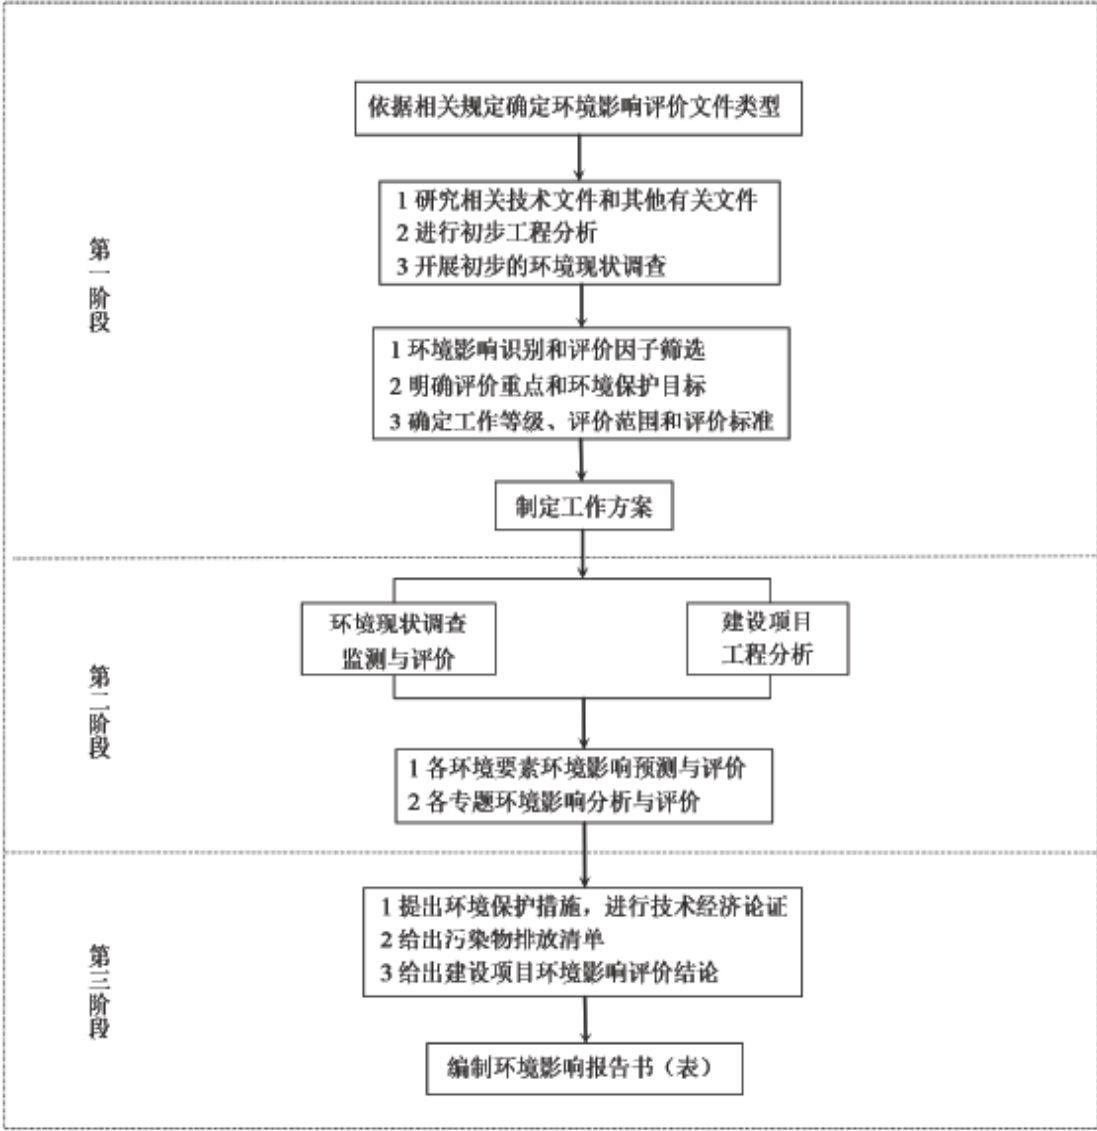 依据相关规定确定环境影响评价文件类型
1 研究相关技术文件和其他有关文件
2 进行初步工程分析
3 开展初步的环境现状调查
第一阶段
1 环境影响识别和评价因子筛选
2 明确评价重点和环境保护目标
3 确定工作等级、评价范围和评价标准
制定工作方案
环境现状调查
监测与评价
建设项目
工程分析
第二阶段
1 各环境要素环境影响预测与评价
2 各专题环境影响分析与评价
1 提出环境保护措施，进行技术经济论证
2 给出污染物排放清单
3 给出建设项目环境影响评价结论
第三阶段
编制环境影响报告书（表）